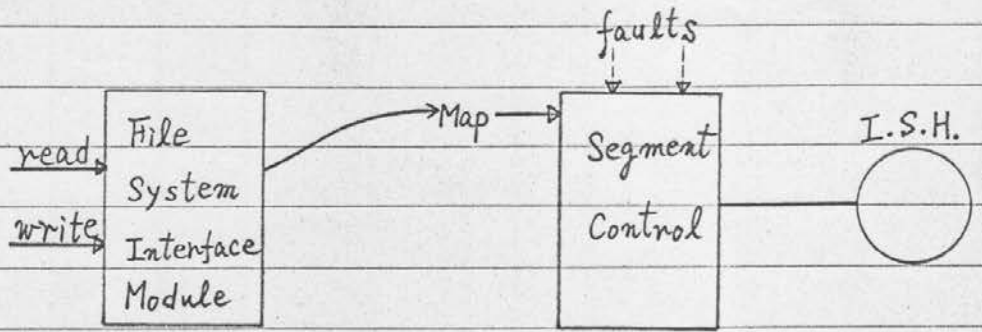 faults
read
write
File
System
Interface
Module
Map
Segment
Control
I.S.H.